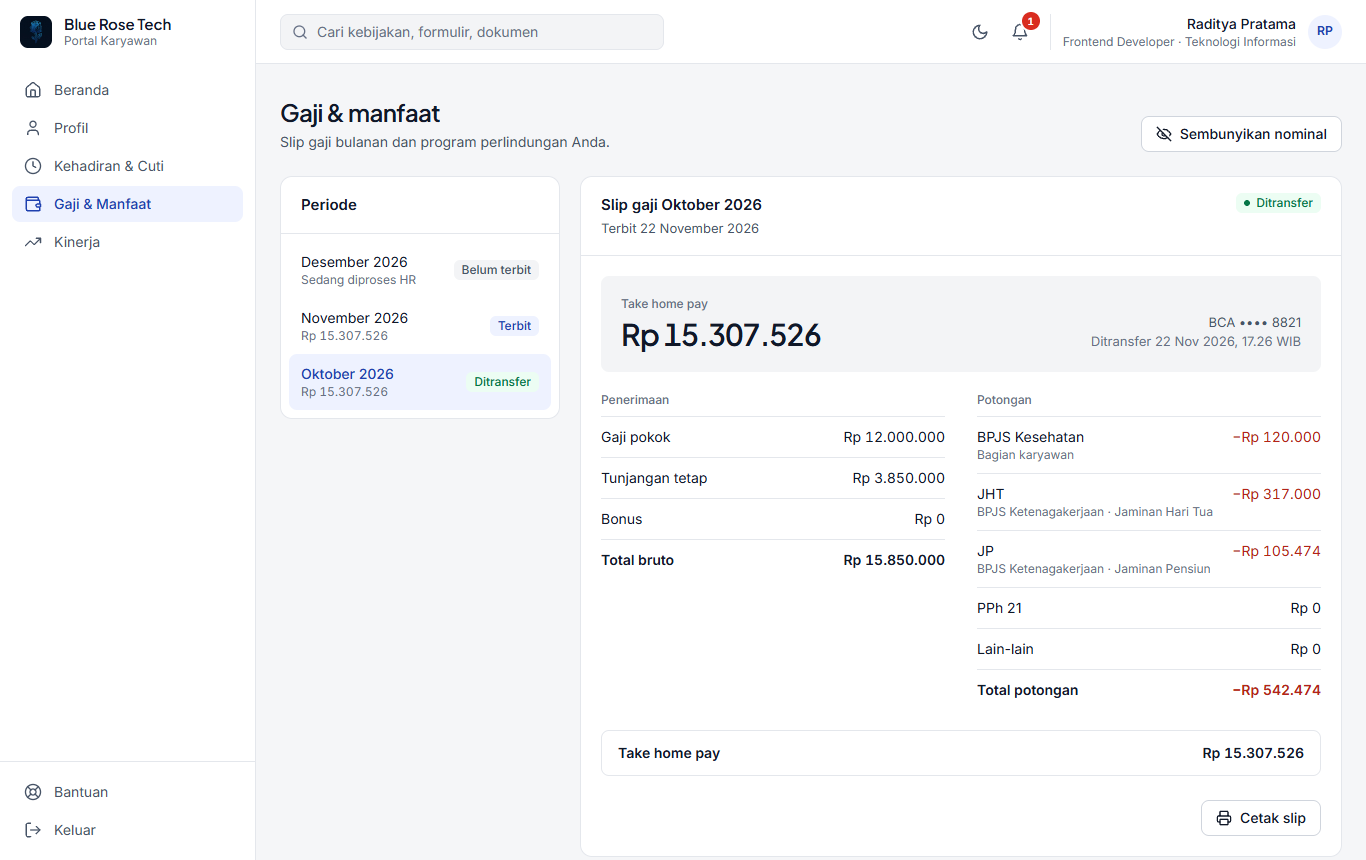 Blue Rose Tech
Portal Karyawan
Cari kebijakan, formulir, dokumen
1
Raditya Pratama
Frontend Developer · Teknologi Informasi
RP
Beranda
Profil
Kehadiran & Cuti
Gaji & Manfaat
Kinerja
Bantuan
Keluar
Gaji & manfaat
Slip gaji bulanan dan program perlindungan Anda.
Sembunyikan nominal
Periode
Desember 2026
Sedang diproses HR
Belum terbit
November 2026
Rp 15.307.526
Terbit
Oktober 2026
Rp 15.307.526
Ditransfer
Slip gaji Oktober 2026
Terbit 22 November 2026
Ditransfer
Take home pay
Rp 15.307.526
BCA •••• 8821
Ditransfer 22 Nov 2026, 17.26 WIB
Penerimaan
Gaji pokok Rp 12.000.000
Tunjangan tetap Rp 3.850.000
Bonus Rp 0
Total bruto Rp 15.850.000
Potongan
BPJS Kesehatan −Rp 120.000
Bagian karyawan
JHT −Rp 317.000
BPJS Ketenagakerjaan · Jaminan Hari Tua
JP −Rp 105.474
BPJS Ketenagakerjaan · Jaminan Pensiun
PPh 21 Rp 0
Lain-lain Rp 0
Total potongan −Rp 542.474
Take home pay Rp 15.307.526
Cetak slip